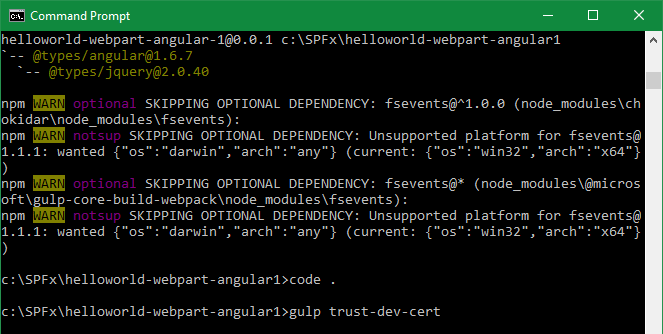 Command Prompt
helloworld-webpart-angular-1@0.0.1 c:\SPFx\helloworld-webpart-angular1
`-- @types/angular@1.6.7
  `-- @types/jquery@2.0.40
npm WARN optional SKIPPING OPTIONAL DEPENDENCY: fsevents@^1.0.0 (node_modules\ch
okidar\node_modules\fsevents):
npm WARN notsup SKIPPING OPTIONAL DEPENDENCY: Unsupported platform for fsevents@
1.1.1: wanted {"os":"darwin","arch":"any"} (current: {"os":"win32","arch":"x64"}
)
npm WARN optional SKIPPING OPTIONAL DEPENDENCY: fsevents@* (node_modules\@micros
oft\gulp-core-build-webpack\node_modules\fsevents):
npm WARN notsup SKIPPING OPTIONAL DEPENDENCY: Unsupported platform for fsevents@
1.1.1: wanted {"os":"darwin","arch":"any"} (current: {"os":"win32","arch":"x64"}
)
c:\SPFx\helloworld-webpart-angular1>code .
c:\SPFx\helloworld-webpart-angular1>gulp trust-dev-cert